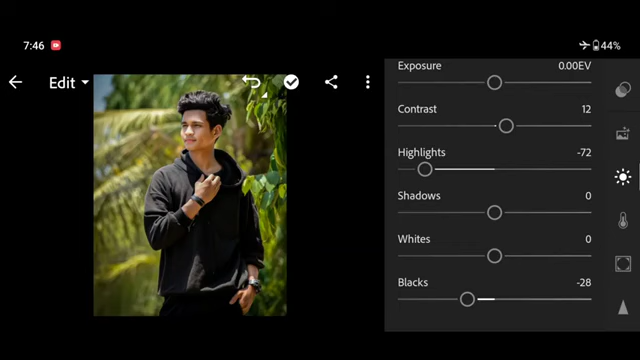 7:46
44%
Edit
Exposure 0.00EV
Contrast 12
Highlights -72
Shadows 0
Whites 0
Blacks -28